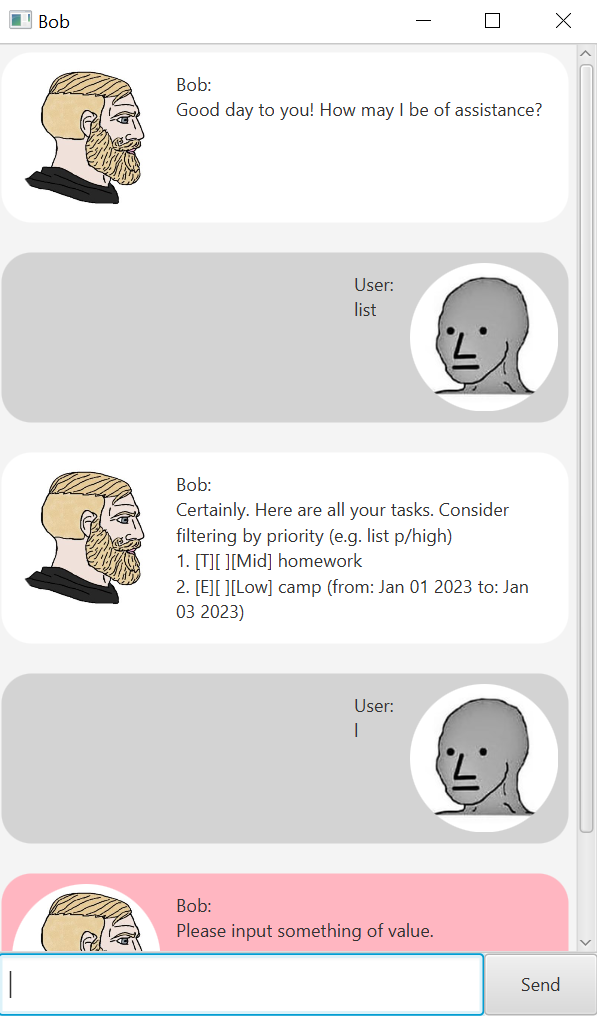 Bob
Bob:
Good day to you! How may I be of assistance?
User:
list
Bob:
Certainly. Here are all your tasks. Consider
filtering by priority (e.g. list p/high)
1. [T][ ][Mid] homework
2. [E][ ][Low] camp (from: Jan 01 2023 to: Jan
03 2023)
User:
l
Bob:
Please input something of value.
Send